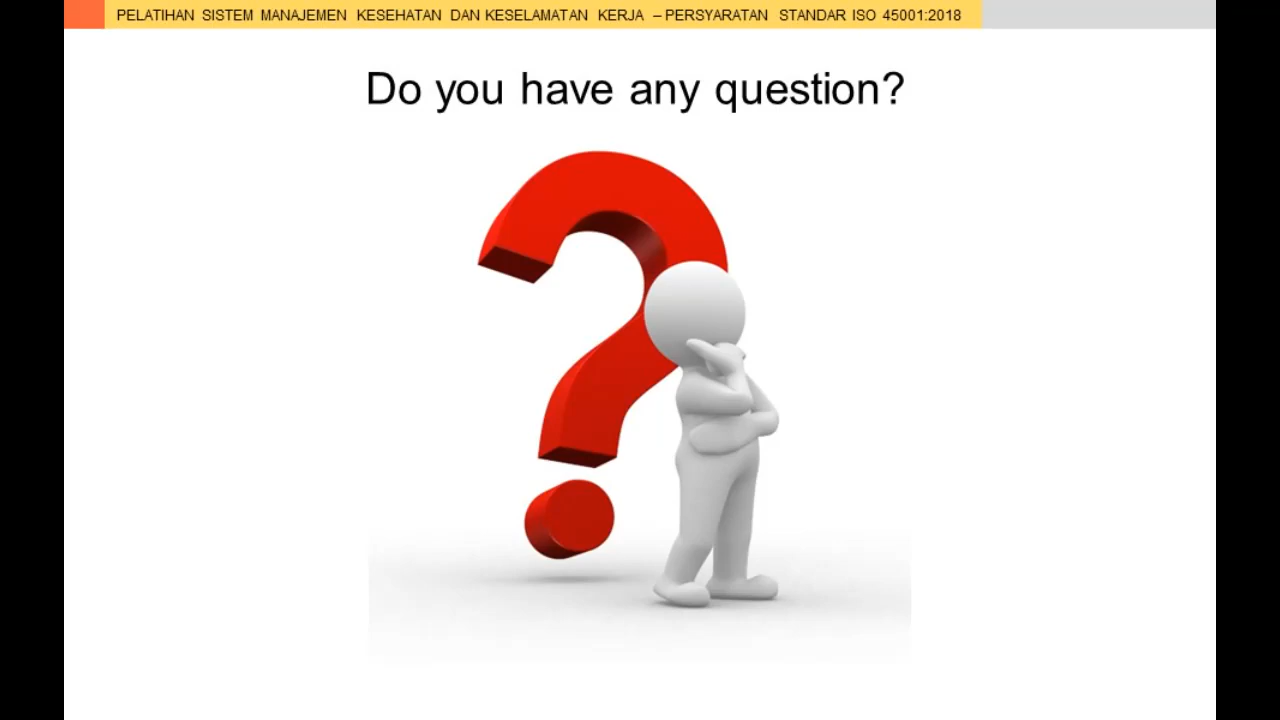 PELATIHAN SISTEM MANAJEMEN KESEHATAN DAN KESELAMATAN KERJA – PERSYARATAN STANDAR ISO 45001:2018
Do you have any question?